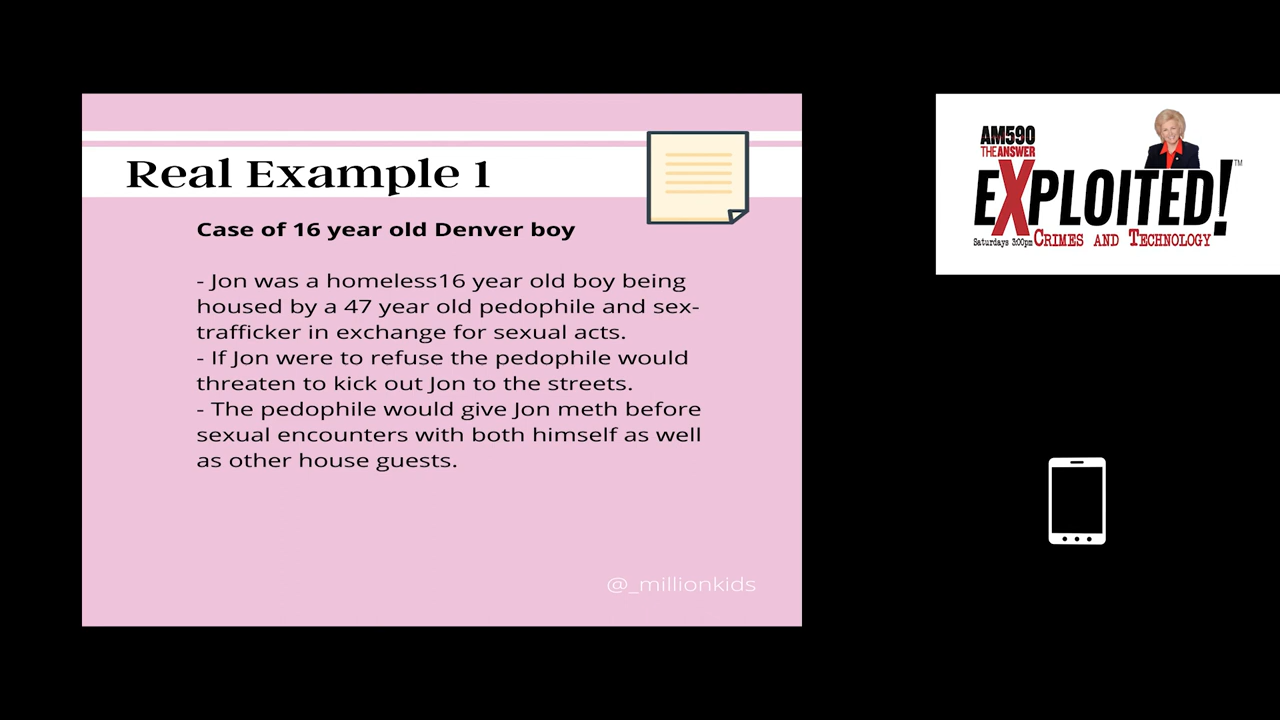 Real Example 1
Case of 16 year old Denver boy
- Jon was a homeless16 year old boy being
housed by a 47 year old pedophile and sex-
trafficker in exchange for sexual acts.
- If Jon were to refuse the pedophile would
threaten to kick out Jon to the streets.
- The pedophile would give Jon meth before
sexual encounters with both himself as well
as other house guests.
@_millionkids
AM590
THE ANSWER
EXPLOITED!™
Saturdays 3:00pm CRIMES AND TECHNOLOGY